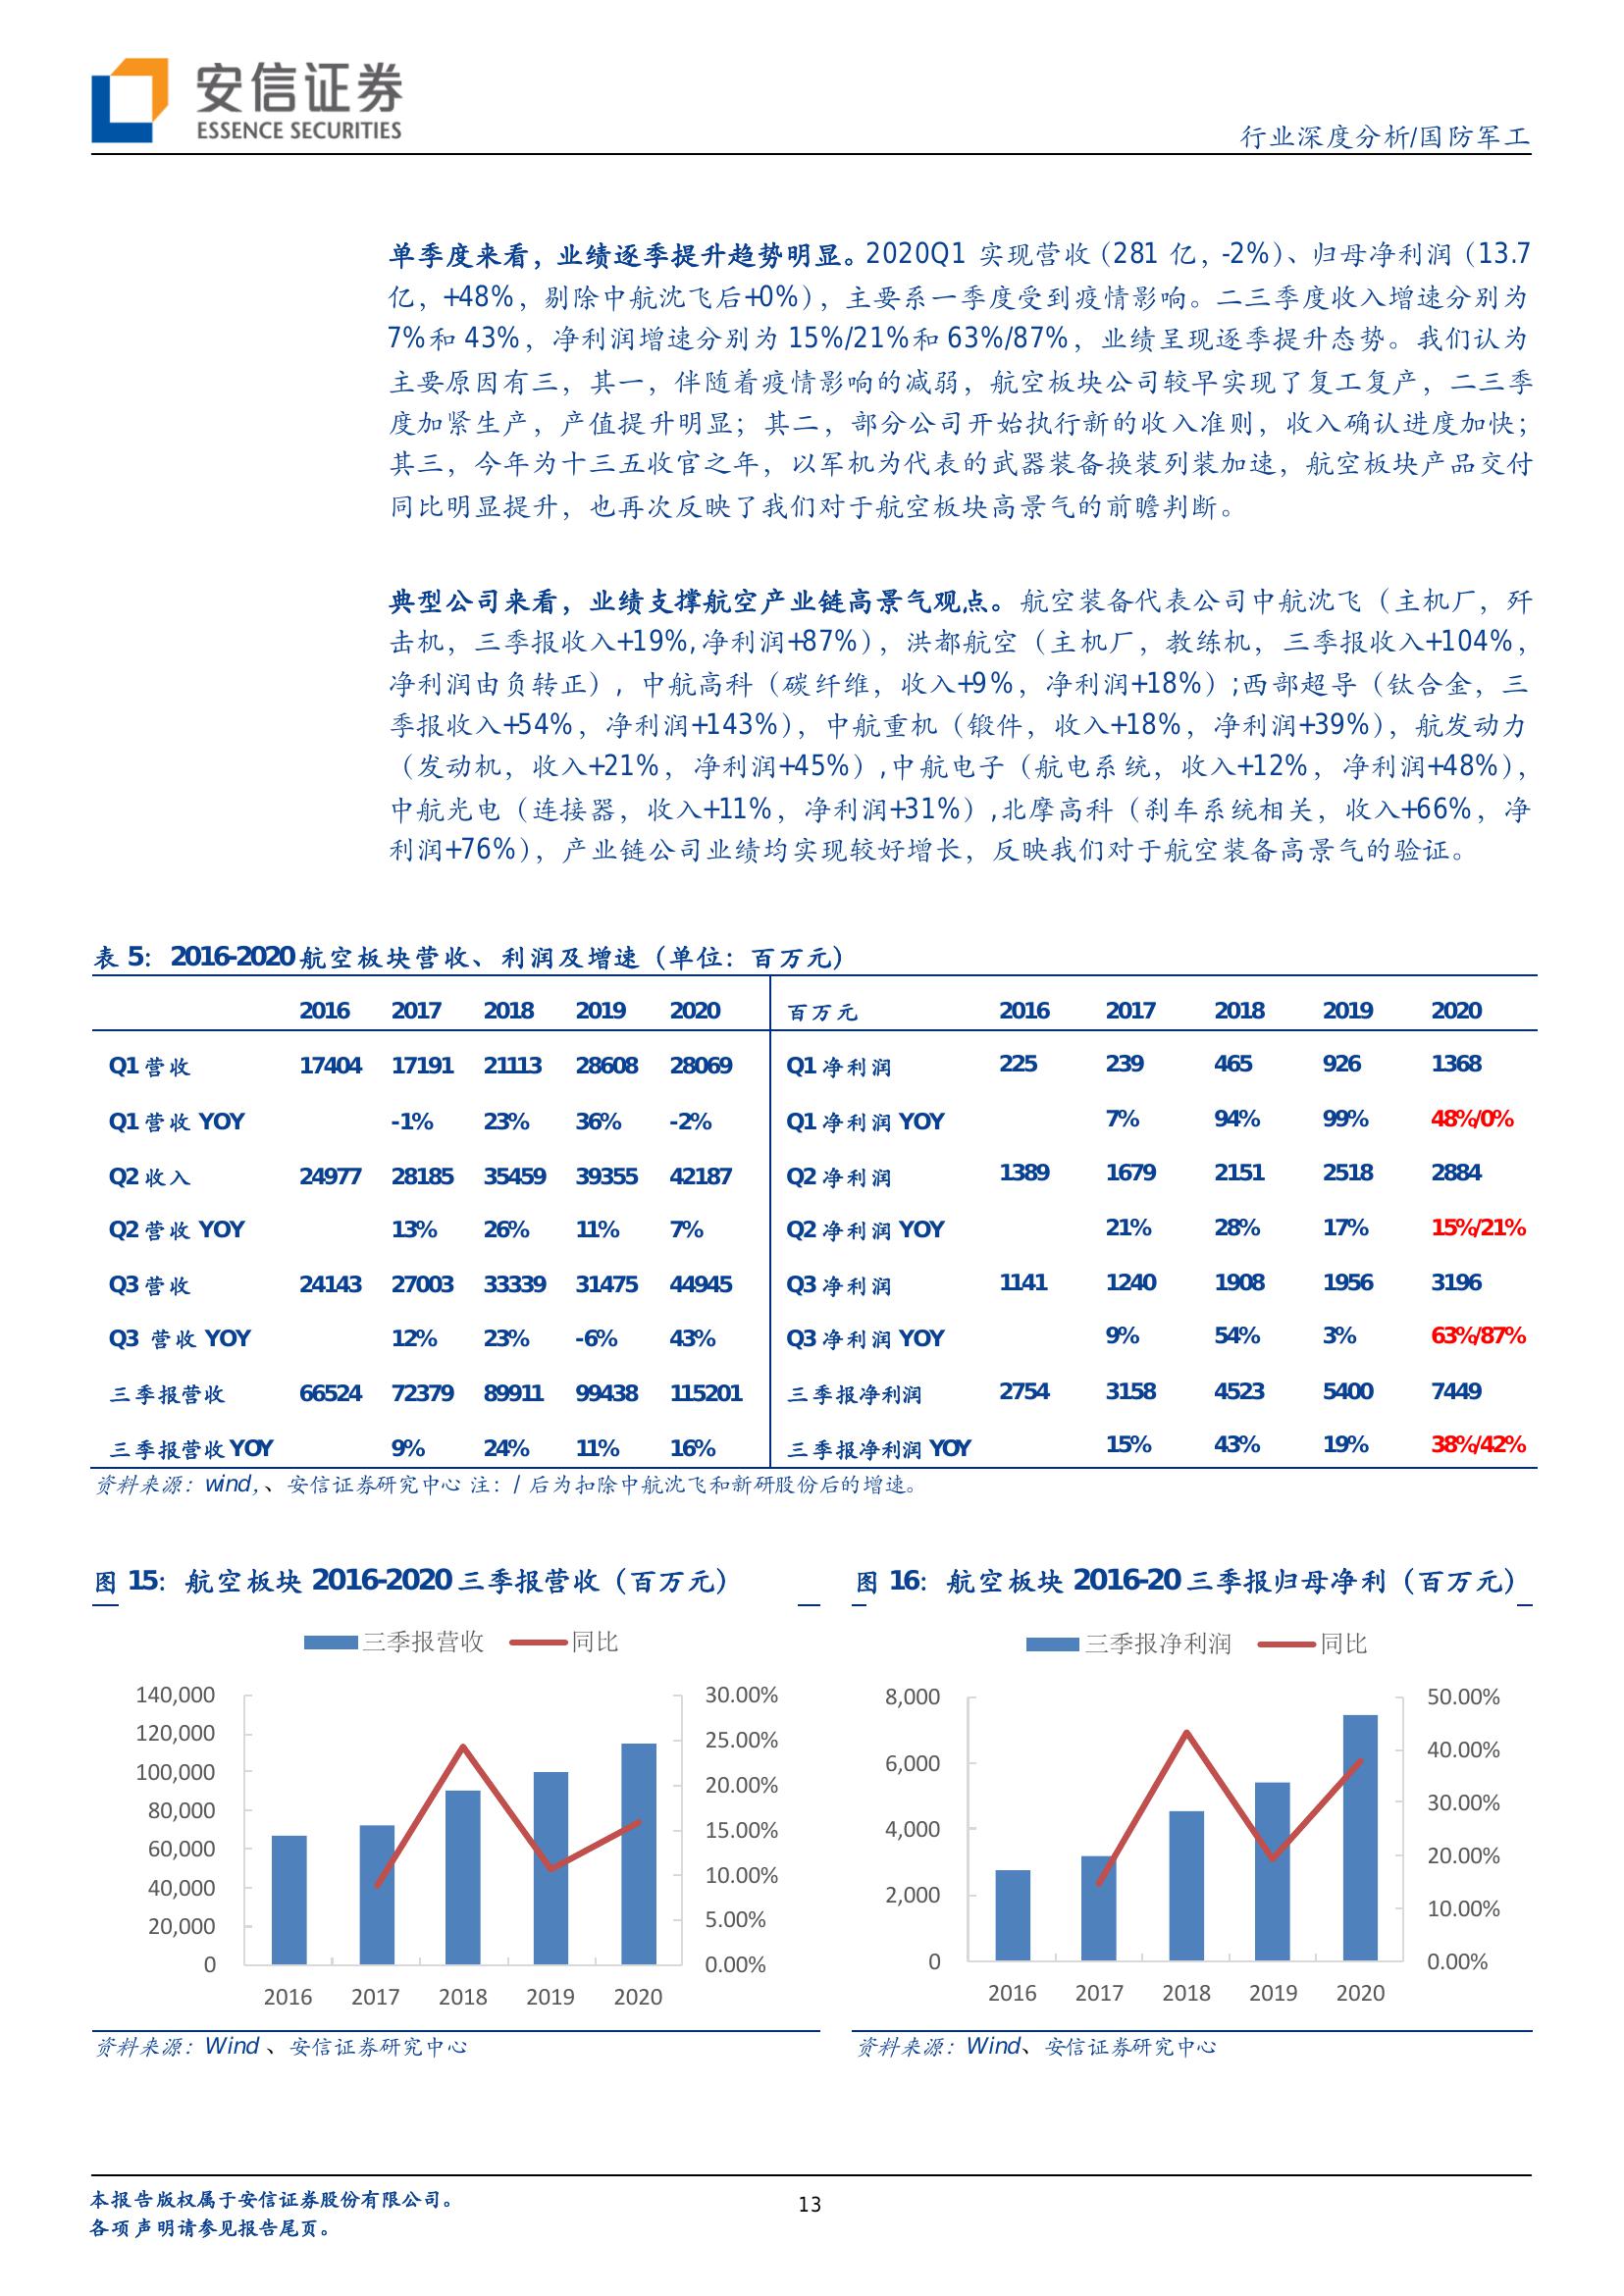 安信证券
ESSENCE SECURITIES
行业深度分析/国防军工
单季度来看，业绩逐季提升趋势明显。2020Q1 实现营收（281 亿，-2%）、归母净利润（13.7
亿，+48%，剔除中航沈飞后+0%），主要系一季度受到疫情影响。二三季度收入增速分别为
7%和 43%，净利润增速分别为 15%/21%和 63%/87%，业绩呈现逐季提升态势。我们认为
主要原因有三，其一，伴随着疫情影响的减弱，航空板块公司较早实现了复工复产，二三季
度加紧生产，产值提升明显；其二，部分公司开始执行新的收入准则，收入确认进度加快；
其三，今年为十三五收官之年，以军机为代表的武器装备换装列装加速，航空板块产品交付
同比明显提升，也再次反映了我们对于航空板块高景气的前瞻判断。
典型公司来看，业绩支撑航空产业链高景气观点。航空装备代表公司中航沈飞（主机厂，歼
击机，三季报收入+19%,净利润+87%），洪都航空（主机厂，教练机，三季报收入+104%，
净利润由负转正）, 中航高科（碳纤维，收入+9%，净利润+18%）;西部超导（钛合金，三
季报收入+54%，净利润+143%），中航重机（锻件，收入+18%，净利润+39%），航发动力
（发动机，收入+21%，净利润+45%）,中航电子（航电系统，收入+12%，净利润+48%），
中航光电（连接器，收入+11%，净利润+31%）,北摩高科（刹车系统相关，收入+66%，净
利润+76%），产业链公司业绩均实现较好增长，反映我们对于航空装备高景气的验证。
表 5：2016-2020航空板块营收、利润及增速（单位：百万元）
2016 2017 2018 2019 2020 百万元 2016 2017 2018 2019 2020
Q1 营收 17404 17191 21113 28608 28069 Q1 净利润 225 239 465 926 1368
Q1 营收 YOY -1% 23% 36% -2% Q1 净利润 YOY 7% 94% 99% 48%/0%
Q2 收入 24977 28185 35459 39355 42187 Q2 净利润 1389 1679 2151 2518 2884
Q2 营收 YOY 13% 26% 11% 7% Q2 净利润 YOY 21% 28% 17% 15%/21%
Q3 营收 24143 27003 33339 31475 44945 Q3 净利润 1141 1240 1908 1956 3196
Q3 营收 YOY 12% 23% -6% 43% Q3 净利润 YOY 9% 54% 3% 63%/87%
三季报营收 66524 72379 89911 99438 115201 三季报净利润 2754 3158 4523 5400 7449
三季报营收YOY 9% 24% 11% 16% 三季报净利润 YOY 15% 43% 19% 38%/42%
资料来源：wind,、安信证券研究中心 注：/ 后为扣除中航沈飞和新研股份后的增速。
图 15：航空板块 2016-2020 三季报营收（百万元）
三季报营收 同比
140,000 30.00%
120,000 25.00%
100,000 20.00%
80,000 15.00%
60,000 10.00%
40,000 5.00%
20,000 0.00%
0
2016 2017 2018 2019 2020
资料来源：Wind 、安信证券研究中心
图 16：航空板块 2016-20 三季报归母净利（百万元）
三季报净利润 同比
8,000 50.00%
6,000 40.00%
4,000 30.00%
2,000 20.00%
0 10.00%
0.00%
2016 2017 2018 2019 2020
资料来源：Wind、安信证券研究中心
本报告版权属于安信证券股份有限公司。
各项声明请参见报告尾页。
13